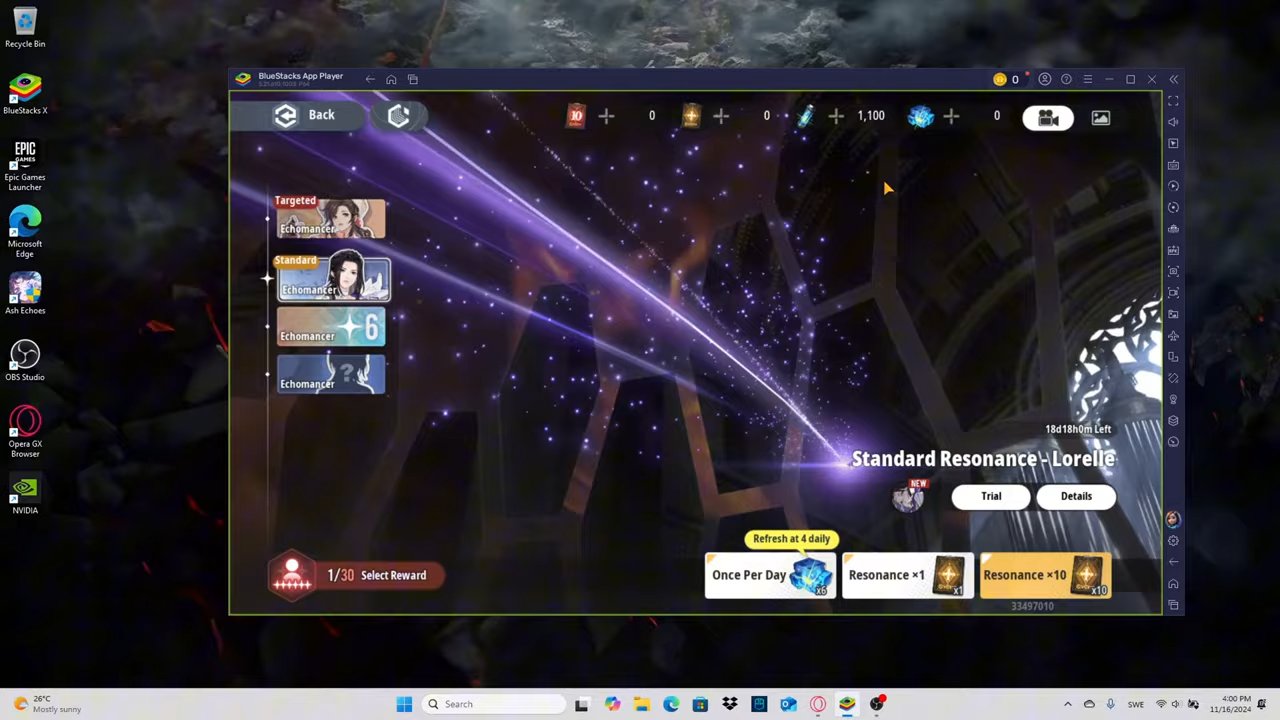 Recycle Bin
BlueStacks X
EPIC
GAMES
Epic Games
Launcher
Microsoft
Edge
Ash Echoes
OBS Studio
Opera GX
Browser
NVIDIA
BlueStacks App Player
0
Back
10
0
0
1,100
0
Targeted
Echomancer
Standard
Echomancer
6
Echomancer
?
Echomancer
18d18h0m Left
Standard Resonance - Lorelle
NEW
Trial
Details
Refresh at 4 daily
Once Per Day
x6
Resonance ×1
x1
Resonance ×10
x10
33497010
1/30 Select Reward
26°C
Mostly sunny
Search
SWE
4:00 PM
11/16/2024